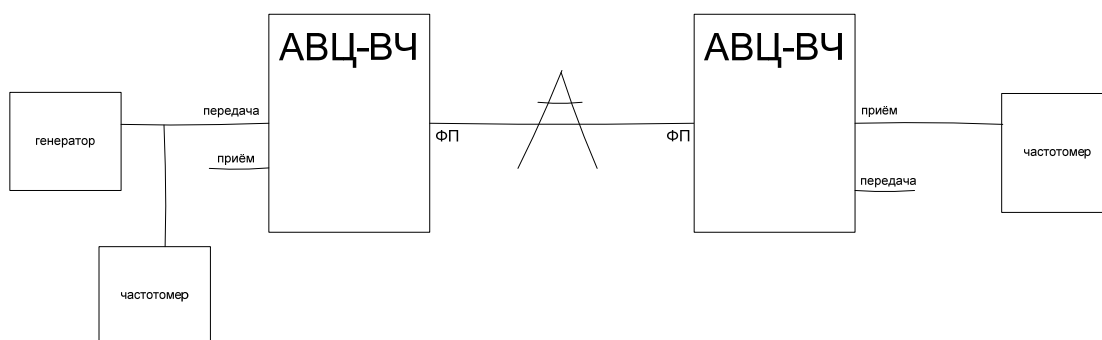 АВЦ-ВЧ
АВЦ-ВЧ
передача
приём
генератор
ФП
ФП
частотомер
приём
передача
частотомер